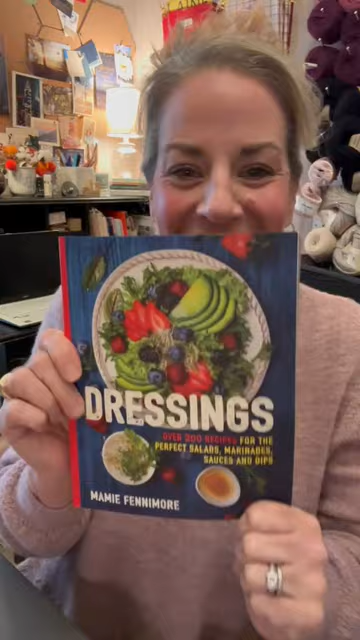 DRESSINGS
OVER 200 RECIPES FOR THE
PERFECT SALADS, MARINADES,
SAUCES AND DIPS
MAMIE FENNIMORE